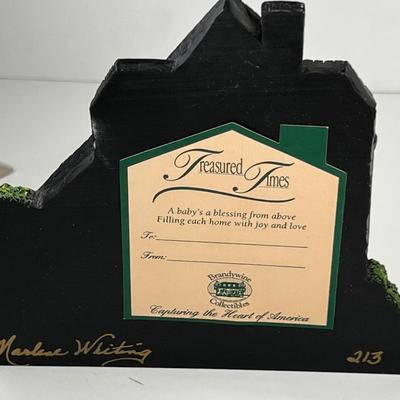 Treasured Times
A baby's a blessing from above
Filling each home with joy and love
To:
From:
Brandywine
Collectibles
Capturing the Heart of America
Marlene Whiting 213